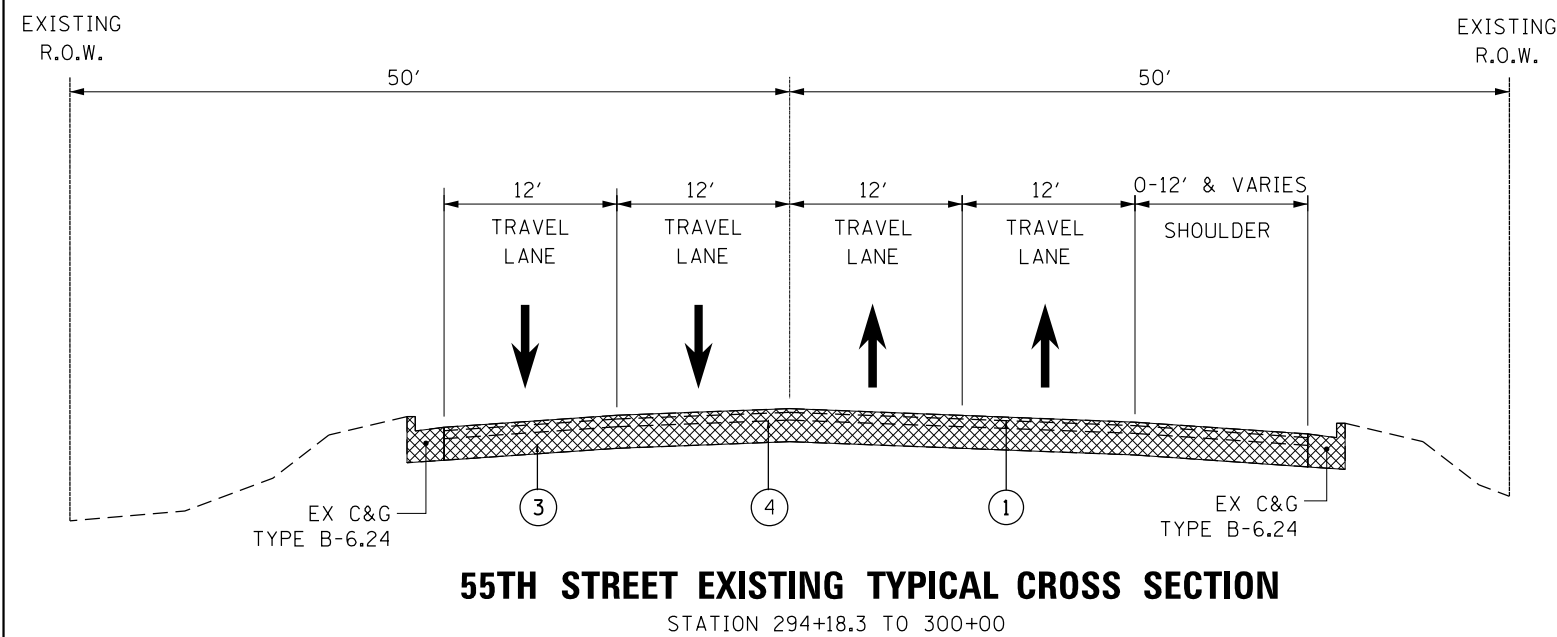 EXISTING
R.O.W.
EXISTING
R.O.W.
50'
50'
12'
TRAVEL
LANE
12'
TRAVEL
LANE
12'
TRAVEL
LANE
12'
TRAVEL
LANE
0-12' & VARIES
SHOULDER
EX C&G
TYPE B-6.24
3
4
1
EX C&G
TYPE B-6.24
55TH STREET EXISTING TYPICAL CROSS SECTION
STATION 294+18.3 TO 300+00